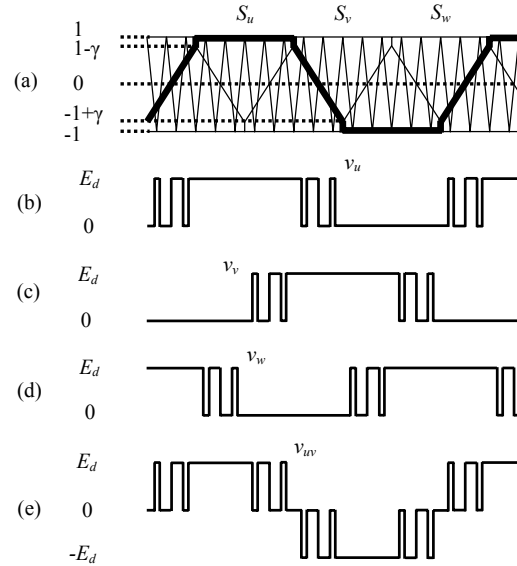 S_u S_v S_w
1
1-γ
(a) 0
-1+γ
-1
v_u
E_d
(b) 0
v_v
E_d
(c) 0
v_w
E_d
(d) 0
v_uv
E_d
(e) 0
-E_d